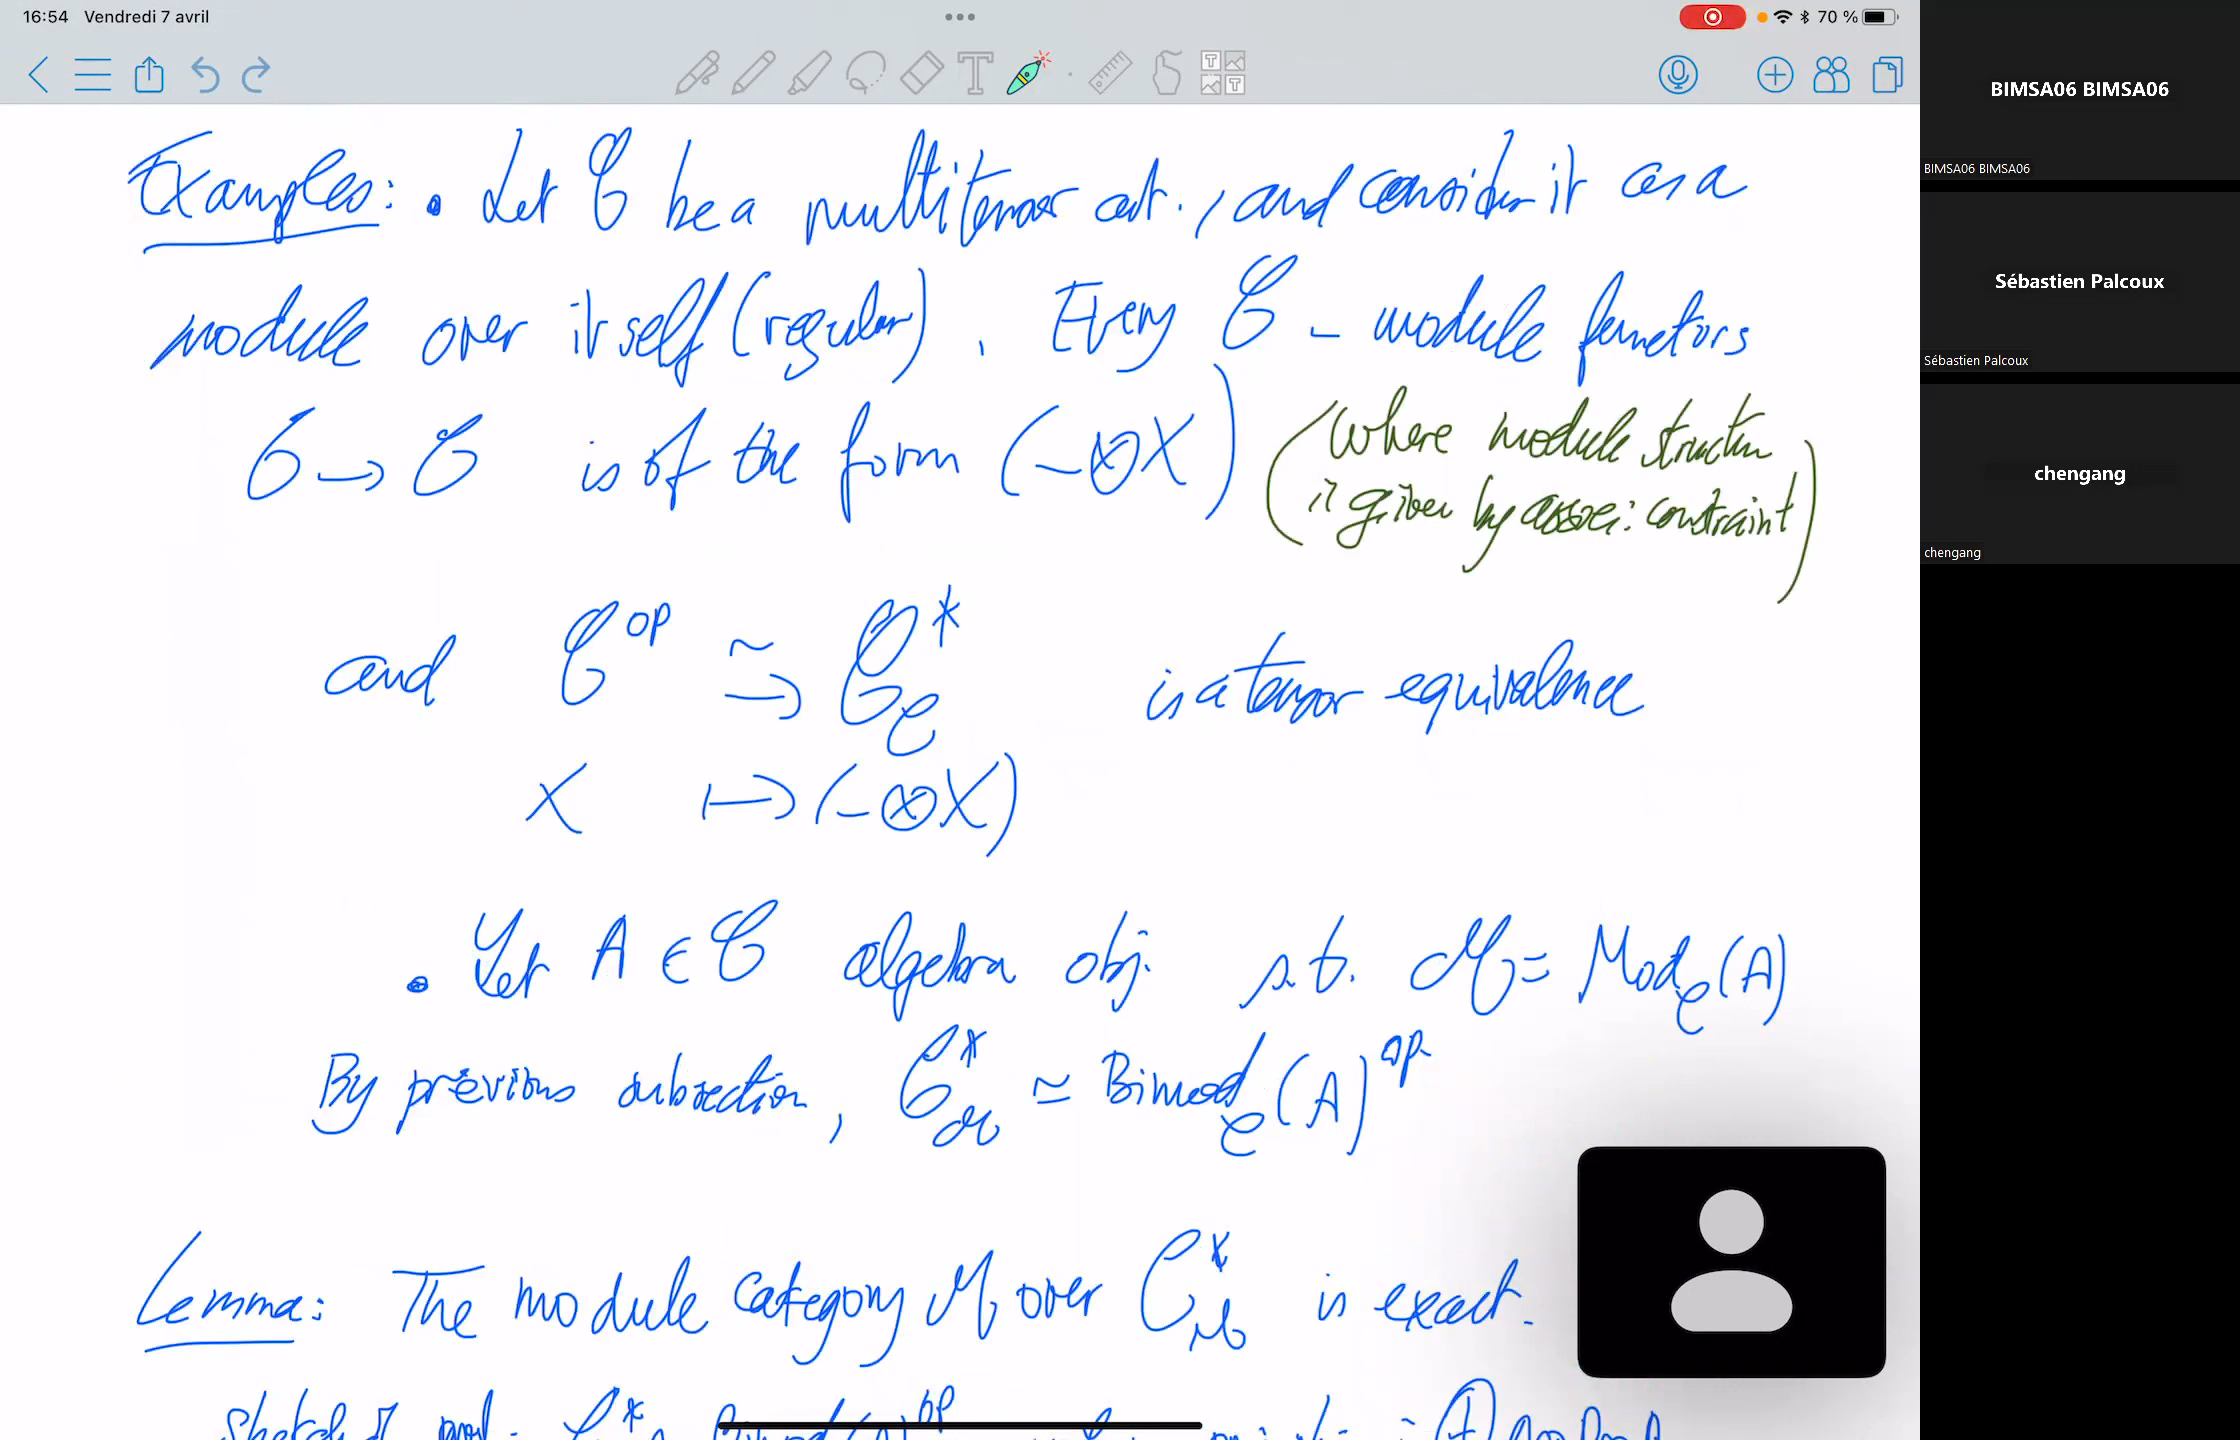 16:54 Vendredi 7 avril
70 %
Examples: • Let 𝒞 be a multitensor cat., and consider it as a
module over itself (regular). Every 𝒞-module functors
𝒞 → 𝒞 is of the form (– ⊗ X) (where module structure
is given by assoc. constraint)
and 𝒞^op ~→ 𝒞*_𝒞 is a tensor equivalence
X ↦ (– ⊗ X)
• Let A ∈ 𝒞 algebra obj. s.t. ℳ = Mod_𝒞(A)
By previous subsection, 𝒞*_ℳ ≃ Bimod_𝒞(A)^op
Lemma: The module category ℳ over 𝒞*_ℳ is exact.
BIMSA06 BIMSA06
BIMSA06 BIMSA06
Sébastien Palcoux
Sébastien Palcoux
chengang
chengang